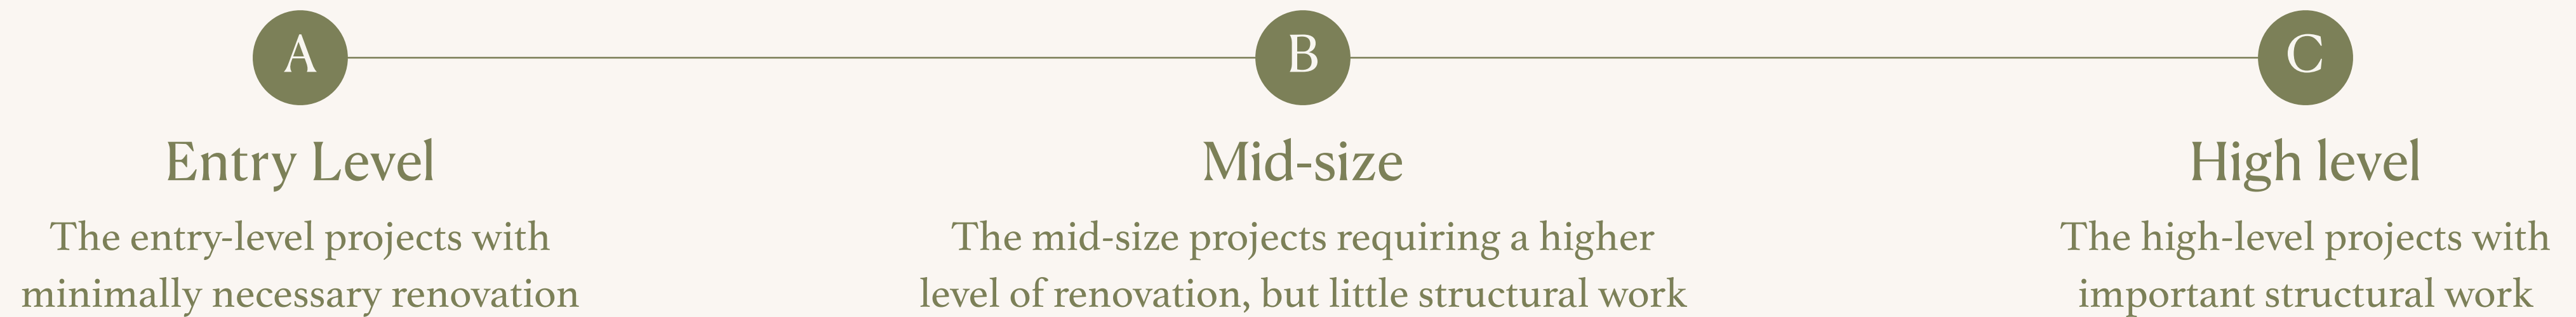 A
B
C
Entry Level
Mid-size
High level
The entry-level projects with
minimally necessary renovation
The mid-size projects requiring a higher
level of renovation, but little structural work
The high-level projects with
important structural work